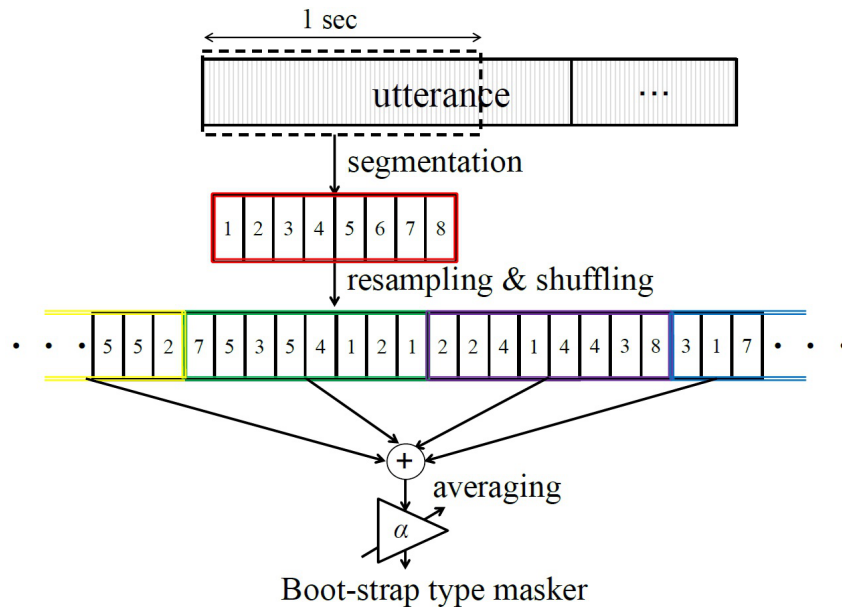 1 sec
utterance ...
segmentation
1 2 3 4 5 6 7 8
resampling & shuffling
· · · 5 5 2 7 5 3 5 4 1 2 1 2 2 4 1 4 4 3 8 3 1 7 · · ·
+
averaging
α
Boot-strap type masker